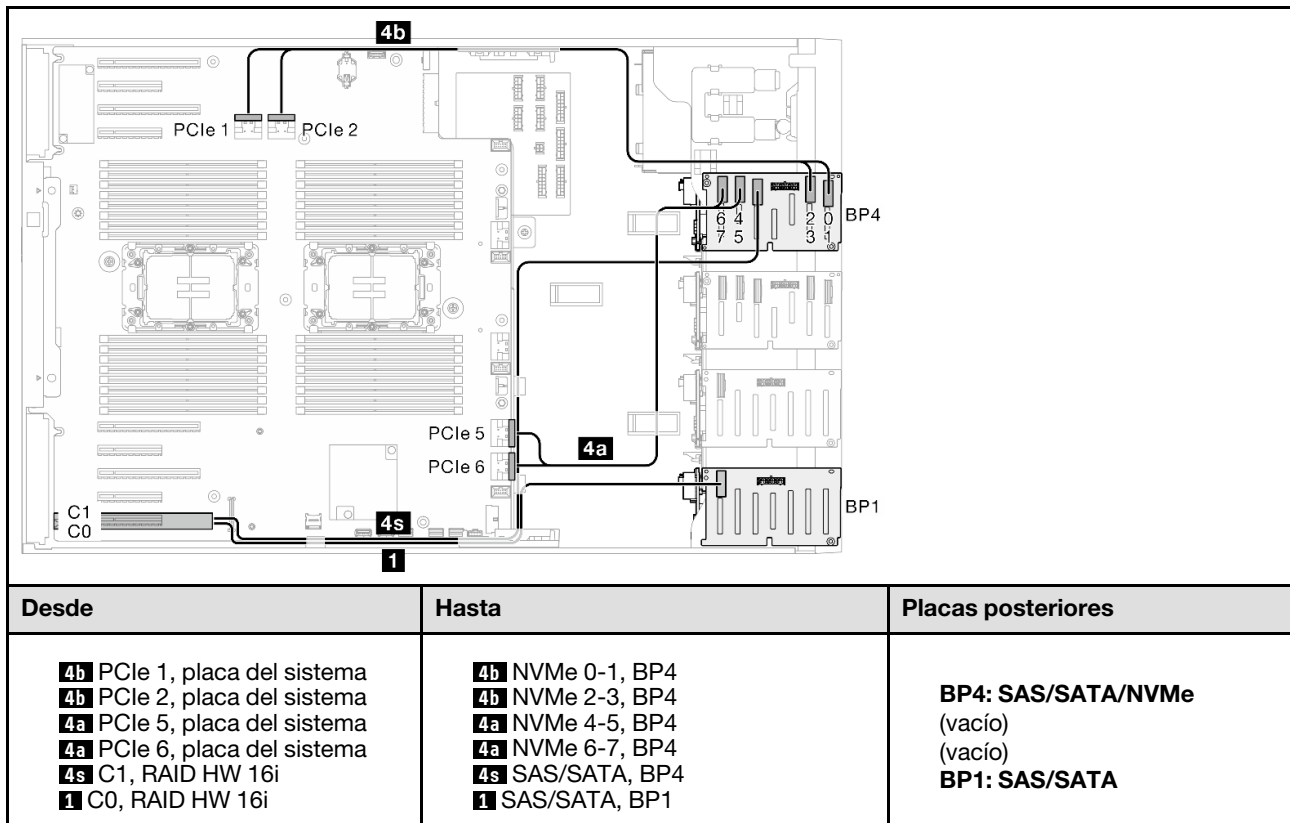 4b
PCIe 1
PCIe 2
6 4 2 0
7 5 3 1
BP4
PCIe 5
4a
PCIe 6
C1
C0
4s
BP1
1
Desde
Hasta
Placas posteriores
4b PCIe 1, placa del sistema
4b PCIe 2, placa del sistema
4a PCIe 5, placa del sistema
4a PCIe 6, placa del sistema
4s C1, RAID HW 16i
1 C0, RAID HW 16i
4b NVMe 0-1, BP4
4b NVMe 2-3, BP4
4a NVMe 4-5, BP4
4a NVMe 6-7, BP4
4s SAS/SATA, BP4
1 SAS/SATA, BP1
BP4: SAS/SATA/NVMe
(vacío)
(vacío)
BP1: SAS/SATA